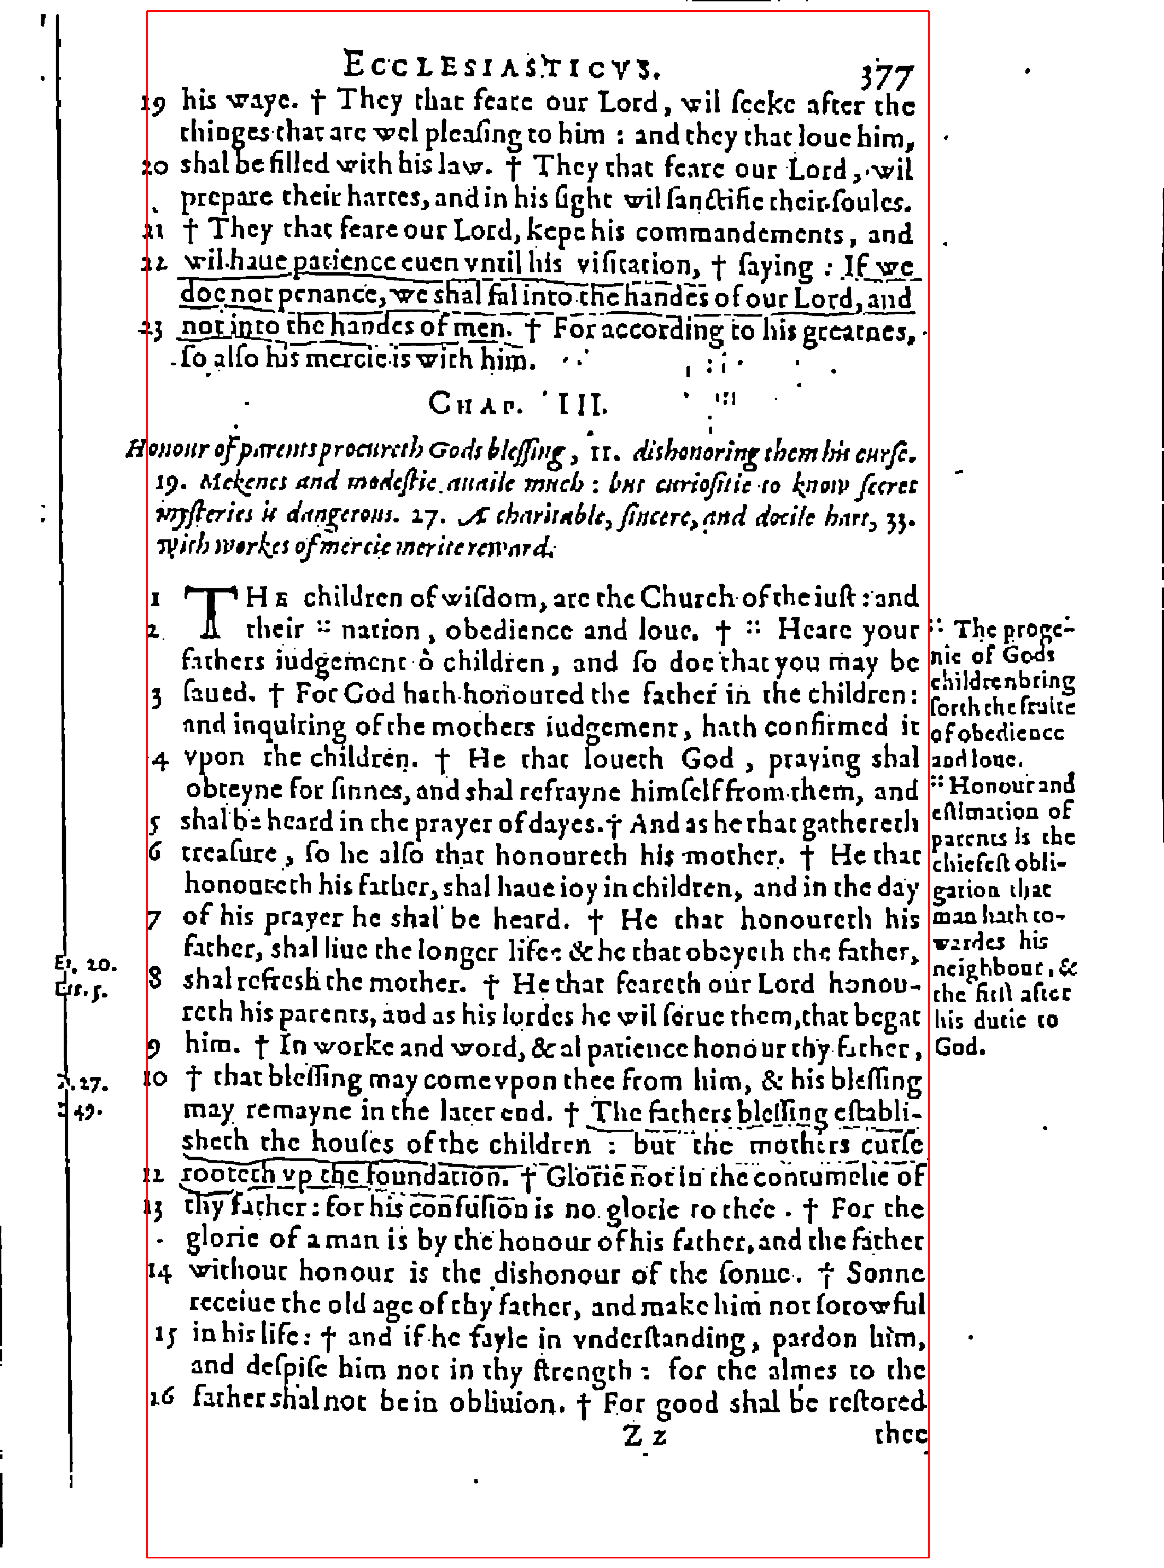 ECCLESIASTICVS. 377
19 his waye. † They that feare our Lord, wil ſeeke after the
thinges that are wel pleaſing to him : and they that loue him,
20 shal be filled with his law. † They that feare our Lord, wil
prepare their hartes, and in his ſight wil ſanctifie their ſoules.
21 † They that feare our Lord, kepe his commandements, and
22 wil haue patience euen vntil his viſitation, † ſaying : If we
doe not penance, we shal fal into the handes of our Lord, and
23 not into the handes of men. † For according to his greatnes,
ſo alſo his mercie is with him.
CHAP. III.
Honour of parents procureth Gods bleſſing, 11. dishonoring them his curſe.
19. Mekenes and modeſtie auaile much : but curioſitie to know ſecret
myſteries is dangerous. 27. A charitable, ſincere, and docile hart, 33.
with workes of mercie merite reward.
1 THE children of wiſdom, are the Church of the iuſt : and
2 their :: nation, obedience and loue. † :: Heare your
fathers iudgement ò children, and ſo doe that you may be
3 ſaued. † For God hath honoured the father in the children:
and inquiring of the mothers iudgement, hath confirmed it
4 vpon the children. † He that loueth God, praying shal
obteyne for ſinnes, and shal refrayne himſelf from them, and
5 shal be heard in the prayer of dayes. † And as he that gathereth
6 treaſure, ſo he alſo that honoureth his mother. † He that
honoureth his father, shal haue ioy in children, and in the day
7 of his prayer he shal be heard. † He that honoureth his
father, shal liue the longer life: & he that obeyeth the father,
8 shal refresh the mother. † He that feareth our Lord honou-
reth his parents, and as his lordes he wil ſerue them, that begat
9 him. † In worke and word, & al patience honour thy father,
10 † that bleſſing may come vpon thee from him, & his bleſſing
may remayne in the later end. † The fathers bleſſing eſtabli-
sheth the houſes of the children : but the mothers curſe
12 rooteth vp the foundation. † Glorie not in the contumelie of
13 thy father: for his confuſion is no glorie to thee. † For the
glorie of a man is by the honour of his father, and the father
14 without honour is the dishonour of the ſonne. † Sonne
receiue the old age of thy father, and make him not ſorowful
15 in his life: † and if he fayle in vnderſtanding, pardon him,
and deſpiſe him not in thy ſtrength: for the almes to the
16 father shal not be in obliuion. † For good shal be reſtored
Z z thee
:: The proge-
nie of Gods
children bring
forth the fruite
of obedience
and loue.
:: Honour and
eſtimation of
parents is the
chiefeſt obli-
gation that
man hath to-
wardes his
neighbour, &
the firſt after
his dutie to
God.
20.
5.
27.
49.